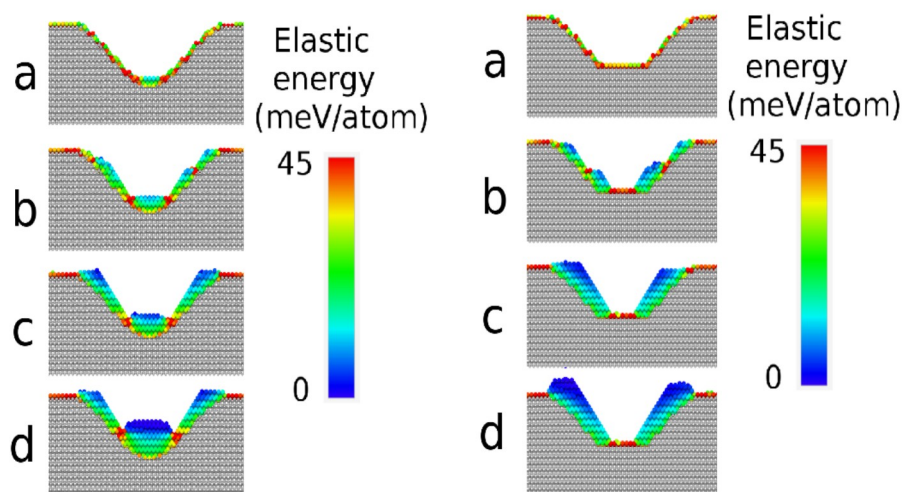 a
Elastic
energy
(meV/atom)
45
b
c
0
d
a
Elastic
energy
(meV/atom)
45
b
c
0
d